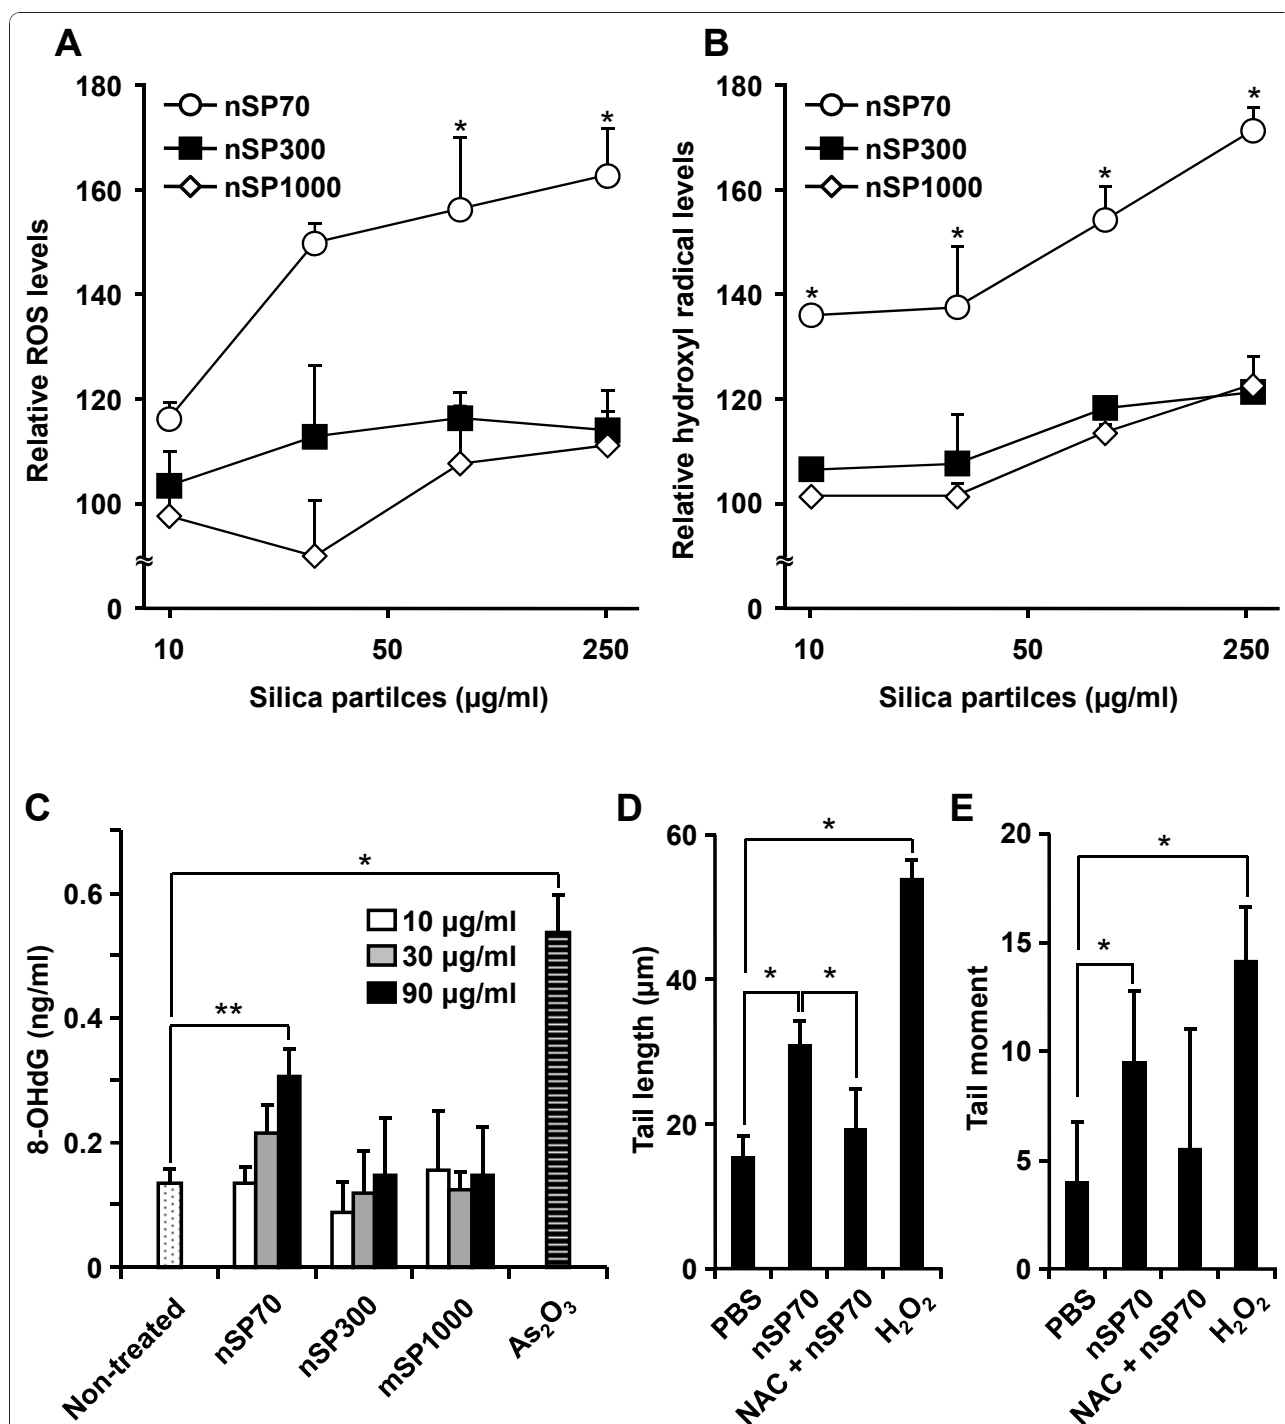 A
180
160
140
120
100
0
Relative ROS levels
nSP70
nSP300
nSP1000
*
*
10
50
250
Silica partilces (µg/ml)
B
180
160
140
120
100
0
Relative hydroxyl radical levels
nSP70
nSP300
nSP1000
*
*
*
*
10
50
250
Silica partilces (µg/ml)
C
0.6
0.4
0.2
0
8-OHdG (ng/ml)
*
**
10 µg/ml
30 µg/ml
90 µg/ml
Non-treated
nSP70
nSP300
mSP1000
As₂O₃
D
60
40
20
0
Tail length (µm)
*
*
*
PBS
nSP70
NAC + nSP70
H₂O₂
E
20
15
10
5
0
Tail moment
*
*
PBS
nSP70
NAC + nSP70
H₂O₂